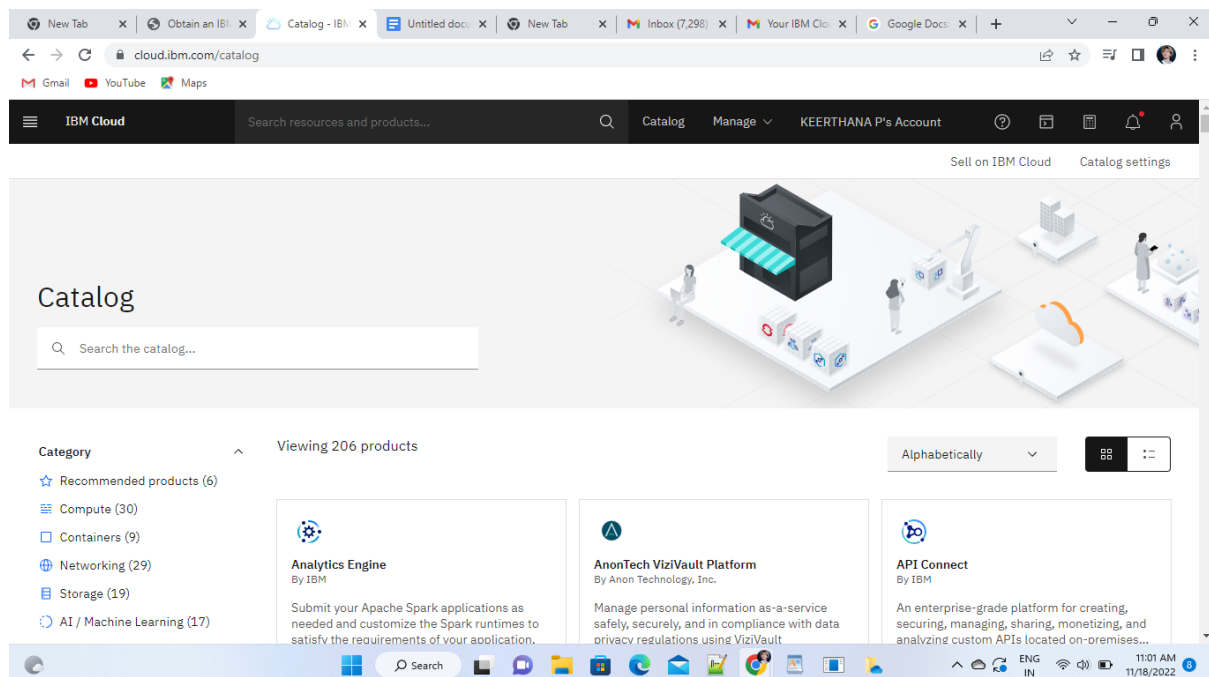 New Tab
Obtain an IBM
Catalog - IBM
Untitled docu
New Tab
Inbox (7,298)
Your IBM Clou
Google Docs:
cloud.ibm.com/catalog
Gmail YouTube Maps
IBM Cloud Search resources and products... Catalog Manage KEERTHANA P's Account
Sell on IBM Cloud Catalog settings
Catalog
Search the catalog...
Category
Recommended products (6)
Compute (30)
Containers (9)
Networking (29)
Storage (19)
AI / Machine Learning (17)
Viewing 206 products
Alphabetically
Analytics Engine
By IBM
Submit your Apache Spark applications as
needed and customize the Spark runtimes to
satisfy the requirements of your application.
AnonTech ViziVault Platform
By Anon Technology, Inc.
Manage personal information as-a-service
safely, securely, and in compliance with data
privacy regulations using ViziVault
API Connect
By IBM
An enterprise-grade platform for creating,
securing, managing, sharing, monetizing, and
analyzing custom APIs located on-premises...
Search
ENG
IN
11:01 AM
11/18/2022
8